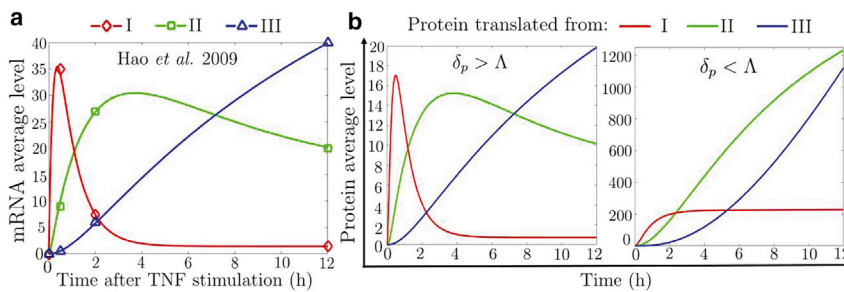 a
I II III
Hao et al. 2009
mRNA average level
40
35
30
25
20
15
10
5
0
0 2 4 6 8 10 12
Time after TNF stimulation (h)
b
Protein translated from: I II III
Protein average level
δp > Λ
20
18
16
14
12
10
8
6
4
2
0
0 2 4 6 8 10 12
δp < Λ
1200
1000
800
600
400
200
0
0 2 4 6 8 10 12
Time (h)